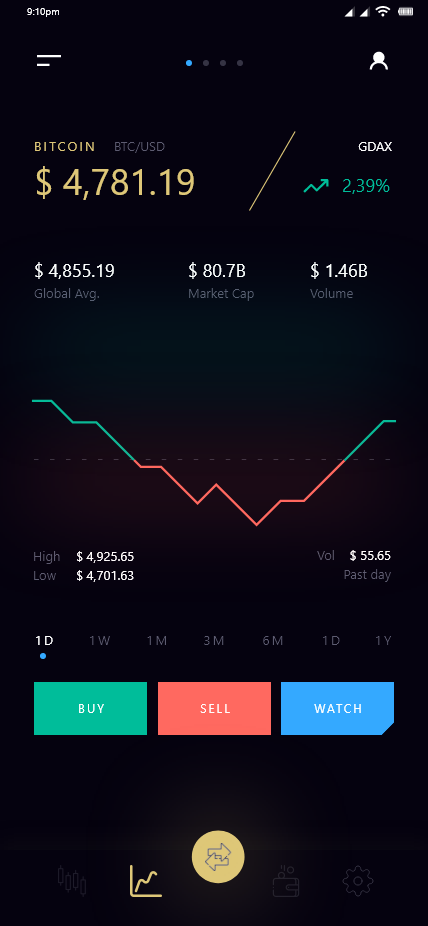 9:10pm
BITCOIN BTC/USD GDAX
$ 4,781.19 2,39%
$ 4,855.19 $ 80.7B $ 1.46B
Global Avg. Market Cap Volume
High $ 4,925.65 Vol $ 55.65
Low $ 4,701.63 Past day
1D 1W 1M 3M 6M 1D 1Y
BUY SELL WATCH